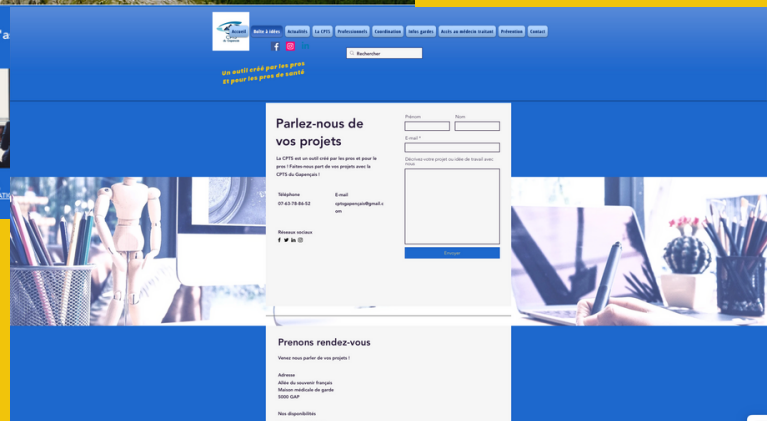 Accueil
Boîte à idées
Actualités
La CPTS
Professionnels
Coordination
Infos gardes
Accès au médecin traitant
Prévention
Contact
Rechercher
Un outil créé par les pros
Et pour les pros de santé
Parlez-nous de
vos projets
La CPTS est un outil créé par les pros et pour le
pros ! Faites-nous part de vos projets avec la
CPTS du Gapençais !
Téléphone
07-63-78-86-52
E-mail
cptsgapençais@gmail.c
om
Réseaux sociaux
Prénom
Nom
E-mail *
Décrivez votre projet ou idée de travail avec
nous
Envoyer
Prenons rendez-vous
Venez nous parler de vos projets !
Adresse
Allée du souvenir français
Maison médicale de garde
5000 GAP
Nos disponibilités